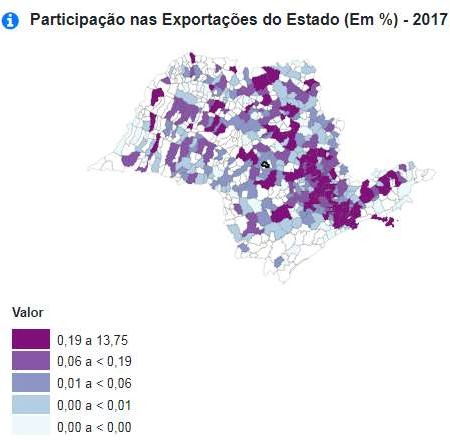 Participação nas Exportações do Estado (Em %) - 2017
Valor
0,19 a 13,75
0,06 a < 0,19
0,01 a < 0,06
0,00 a < 0,01
0,00 a < 0,00